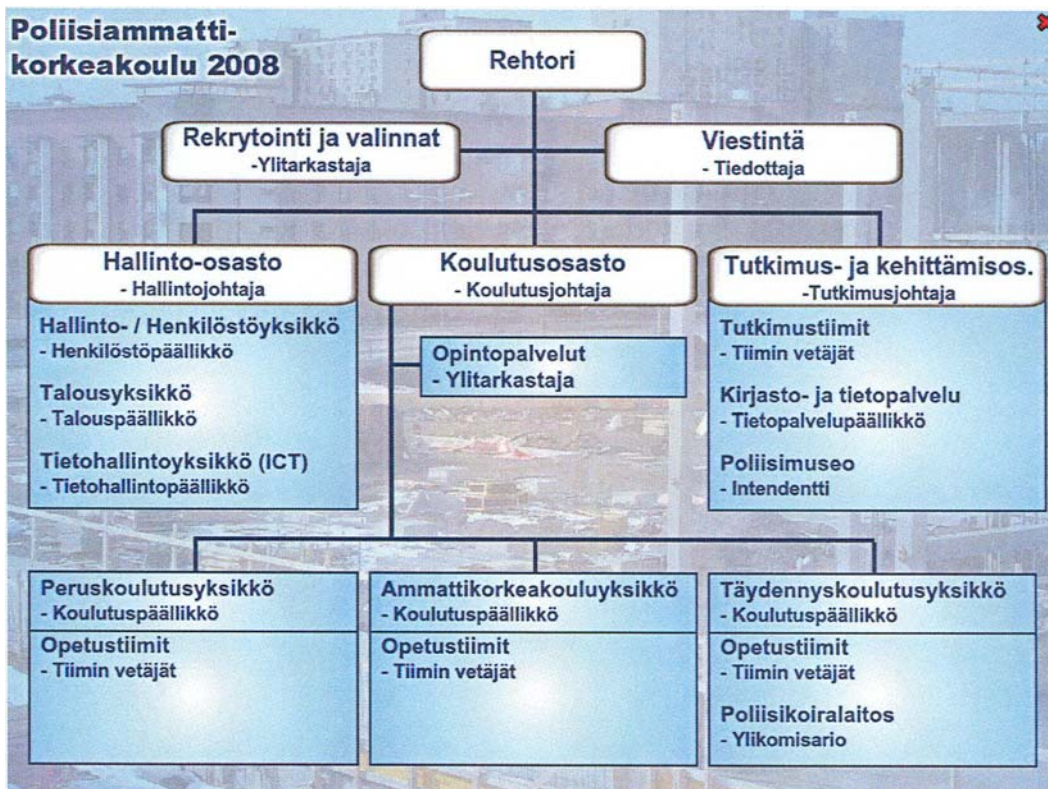 Poliisiammatti-
korkeakoulu 2008
Rehtori
Rekrytointi ja valinnat
-Ylitarkastaja
Viestintä
- Tiedottaja
Hallinto-osasto
- Hallintojohtaja
Koulutusosasto
- Koulutusjohtaja
Tutkimus- ja kehittämisos.
-Tutkimusjohtaja
Hallinto- / Henkilöstöyksikkö
- Henkilöstöpäällikkö
Talousyksikkö
- Talouspäällikkö
Tietohallintoyksikkö (ICT)
- Tietohallintopäällikkö
Opintopalvelut
- Ylitarkastaja
Tutkimustiimit
- Tiimin vetäjät
Kirjasto- ja tietopalvelu
- Tietopalvelupäällikkö
Poliisimuseo
- Intendentti
Peruskoulutusyksikkö
- Koulutuspäällikkö
Opetustiimit
- Tiimin vetäjät
Ammattikorkeakouluyksikkö
- Koulutuspäällikkö
Opetustiimit
- Tiimin vetäjät
Täydennyskoulutusyksikkö
- Koulutuspäällikkö
Opetustiimit
- Tiimin vetäjät
Poliisikoiralaitos
- Ylikomisario